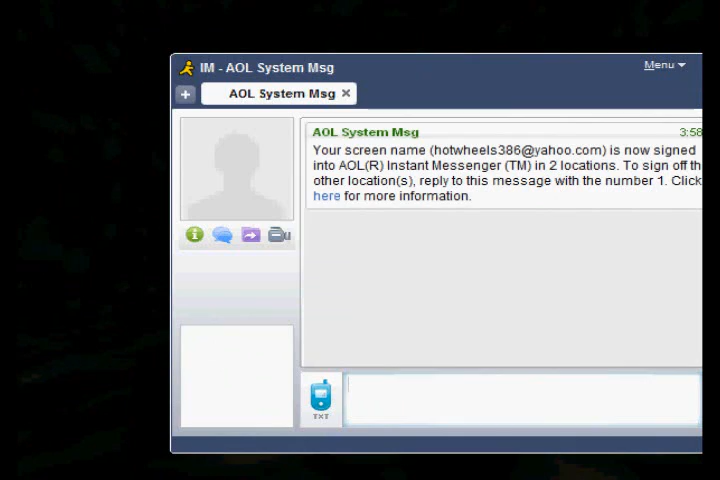 IM - AOL System Msg
Menu
AOL System Msg
AOL System Msg 3:58
Your screen name (hotwheels386@yahoo.com) is now signed
into AOL(R) Instant Messenger (TM) in 2 locations. To sign off th
other location(s), reply to this message with the number 1. Click
here for more information.
TXT